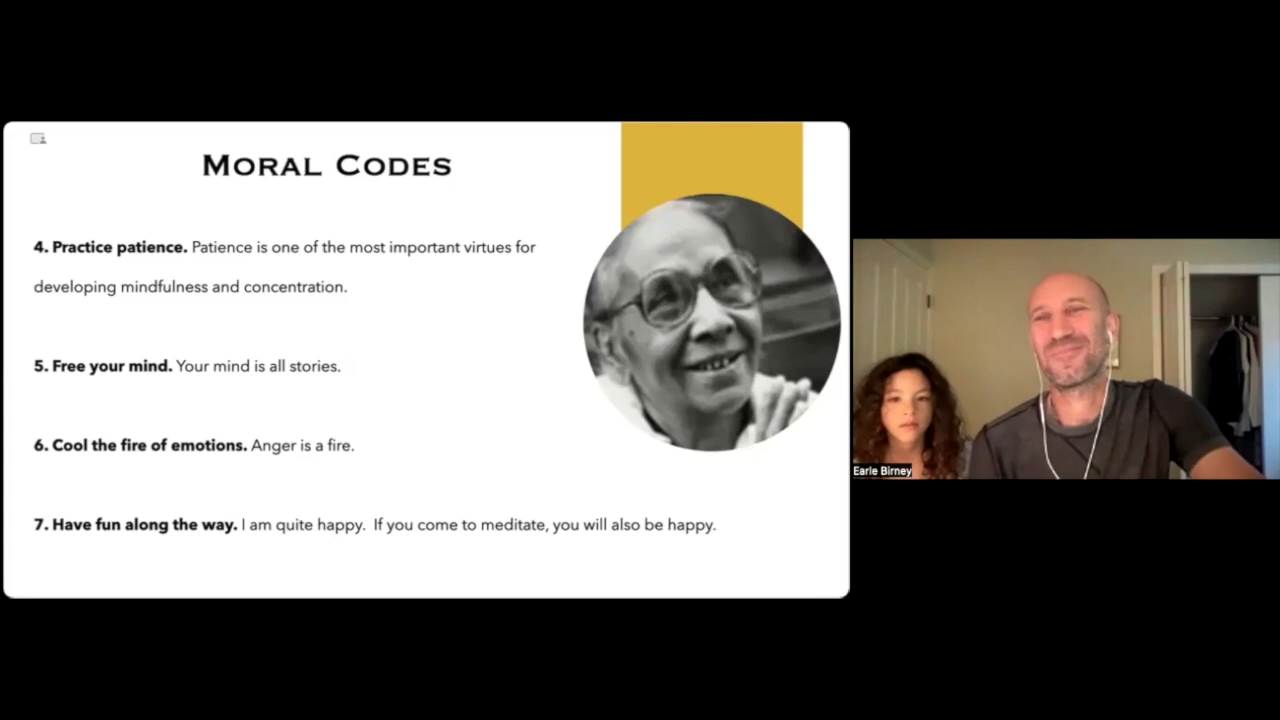 MORAL CODES
4. Practice patience. Patience is one of the most important virtues for
developing mindfulness and concentration.
5. Free your mind. Your mind is all stories.
6. Cool the fire of emotions. Anger is a fire.
7. Have fun along the way. I am quite happy.  If you come to meditate, you will also be happy.
Earle Birney